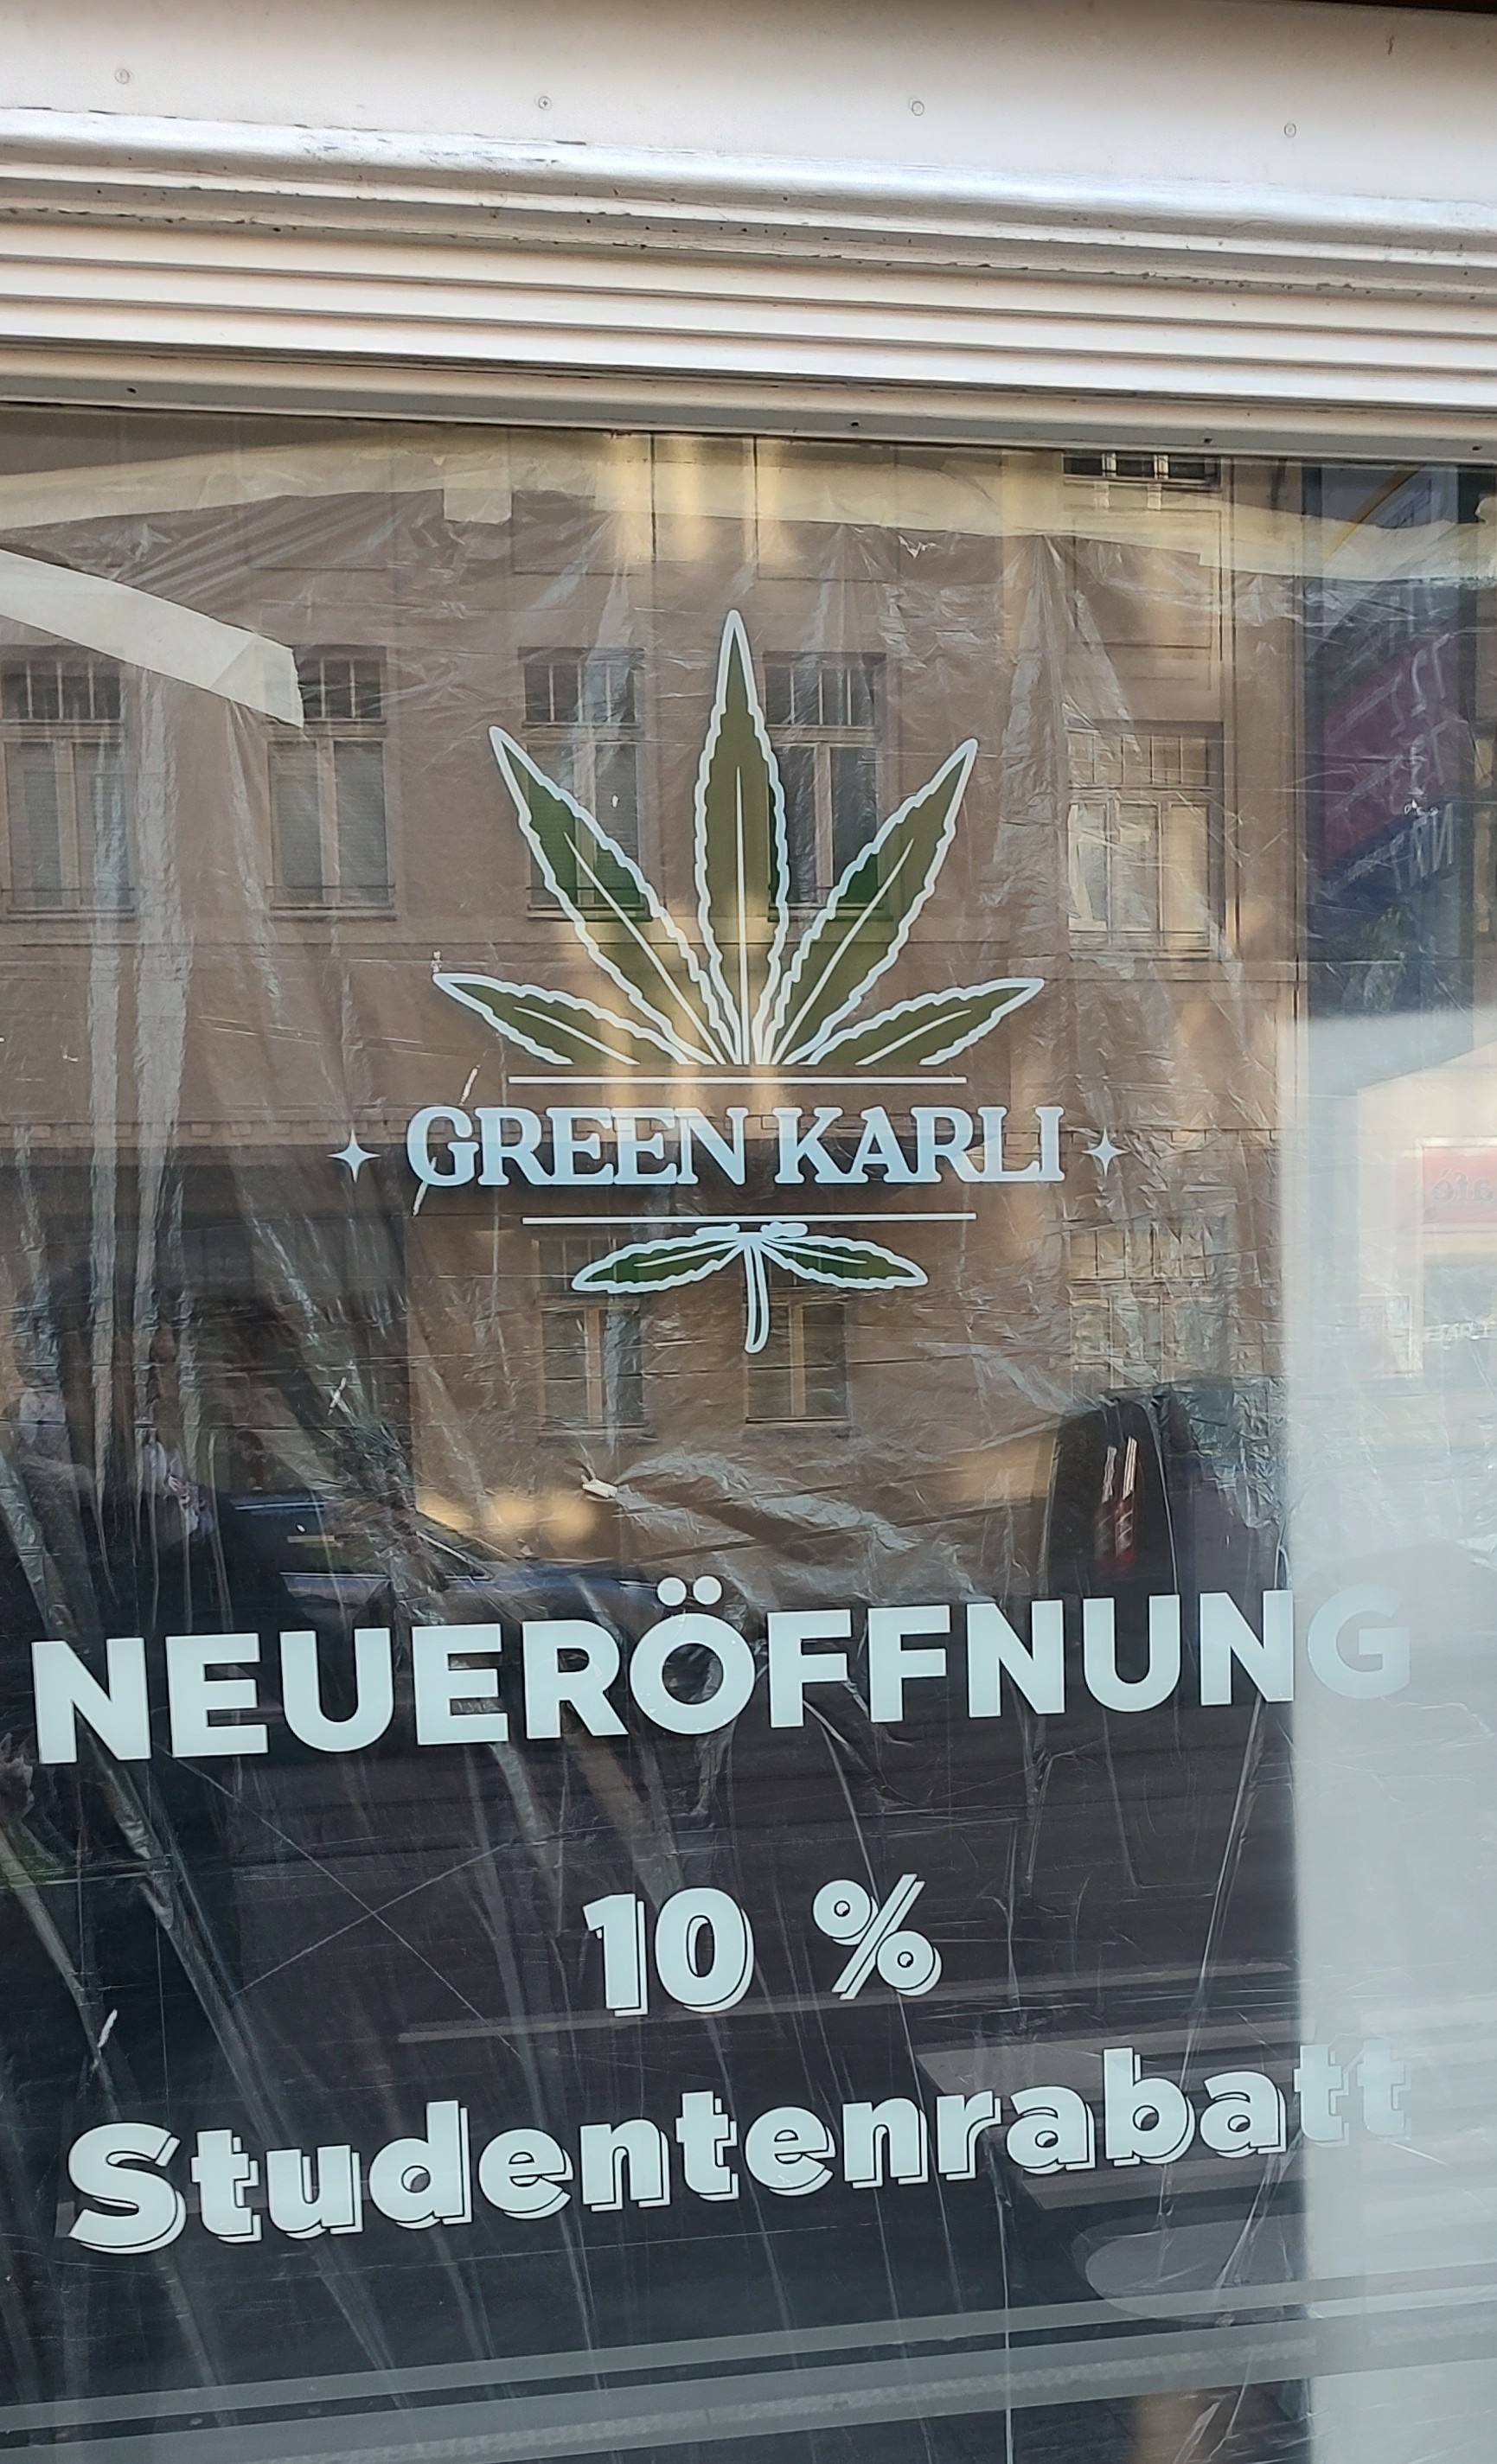 GREEN KARLI
NEUERÖFFNUNG
10 %
Studentenrabatt